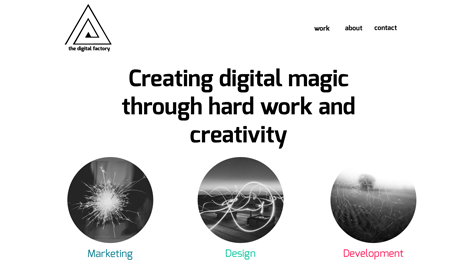 work about contact
the digital factory
Creating digital magic
through hard work and
creativity
Marketing Design Development